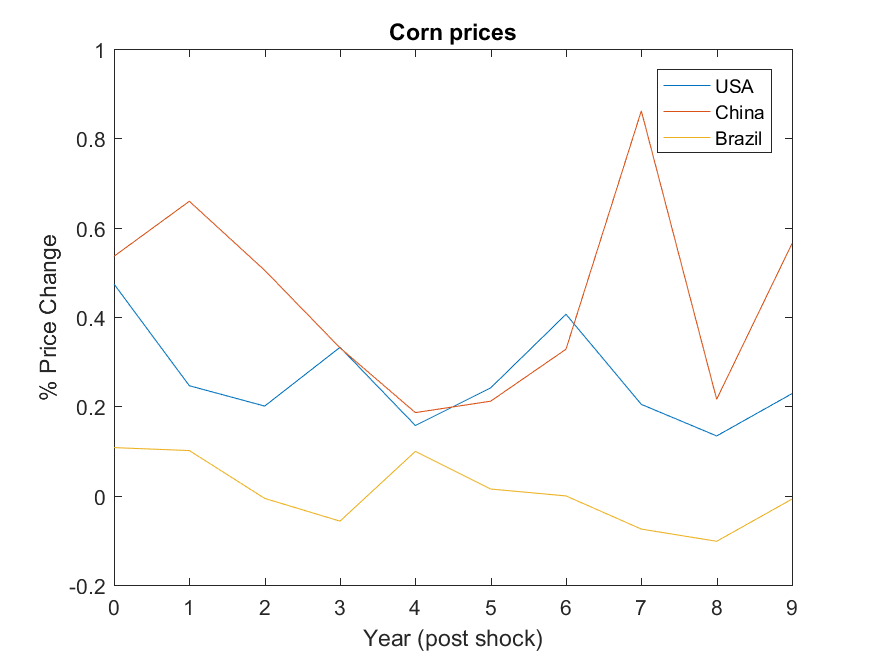 Corn prices
1
0.8
0.6
0.4
0.2
0
-0.2
% Price Change
USA
China
Brazil
0 1 2 3 4 5 6 7 8 9
Year (post shock)